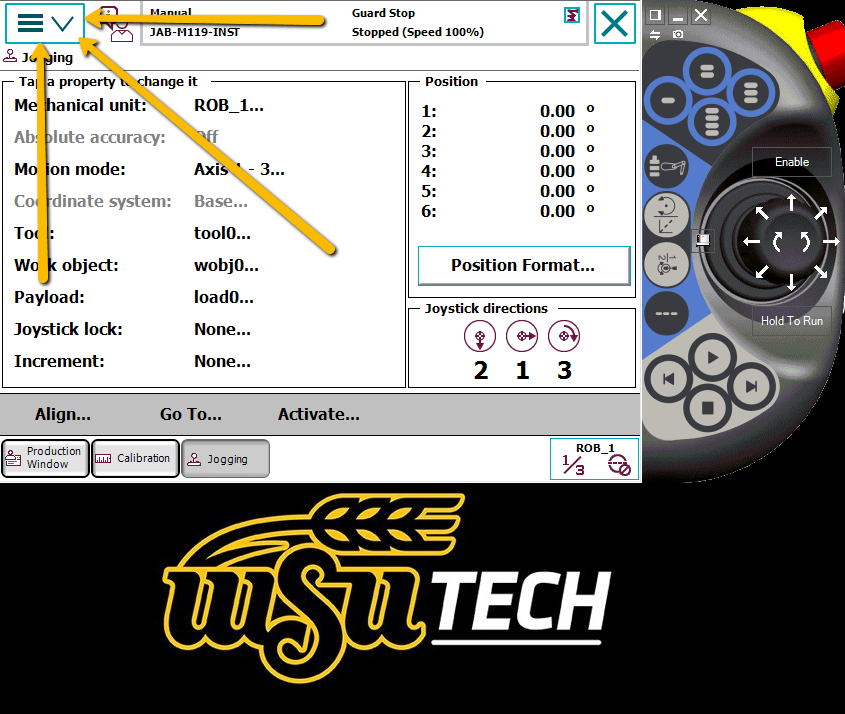 Manual
JAB-M119-INST
Guard Stop
Stopped (Speed 100%)
Jogging
Tap a property to change it
Mechanical unit: ROB_1...
Absolute accuracy: Off
Motion mode: Axis 1 - 3...
Coordinate system: Base...
Tool: tool0...
Work object: wobj0...
Payload: load0...
Joystick lock: None...
Increment: None...
Position
1: 0.00 º
2: 0.00 º
3: 0.00 º
4: 0.00 º
5: 0.00 º
6: 0.00 º
Position Format...
Joystick directions
2 1 3
Align... Go To... Activate...
Production
Window
Calibration
Jogging
ROB_1
1/3
Enable
Hold To Run
WSU TECH